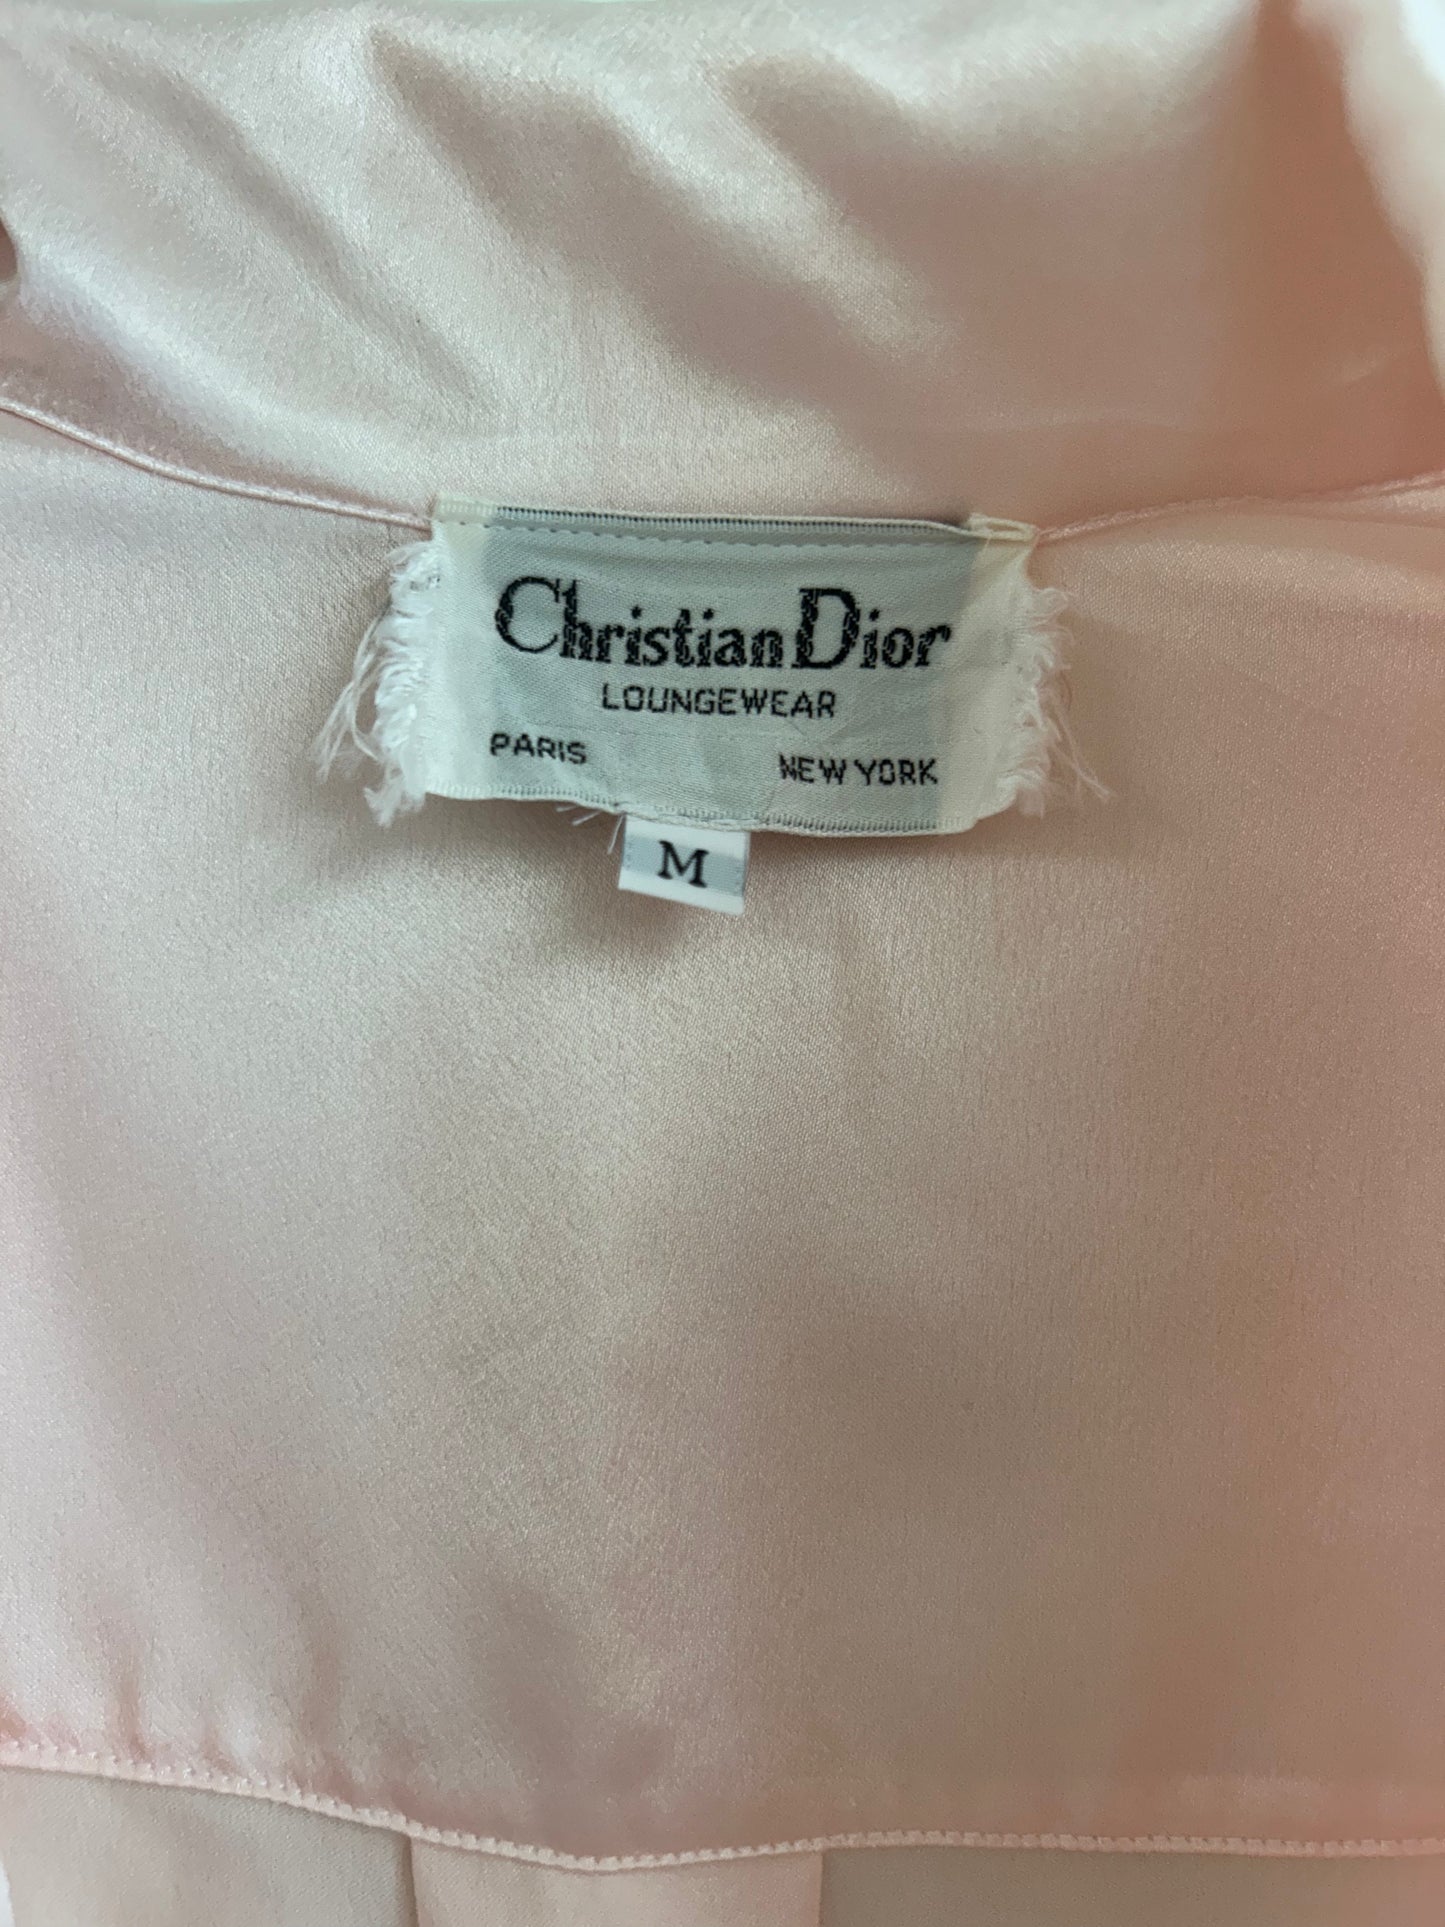 Christian Dior
LOUNGEWEAR
PARIS NEW YORK
M